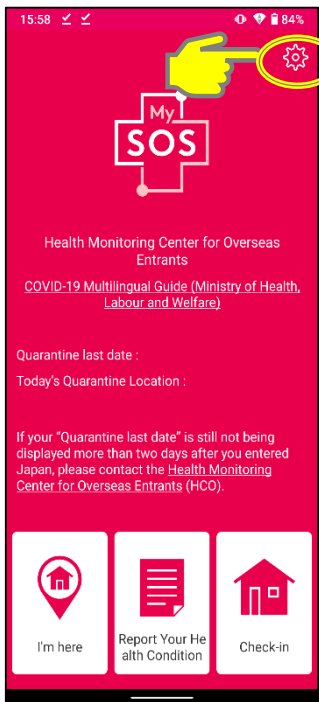 15:58 84%
My
SOS
Health Monitoring Center for Overseas
Entrants
COVID-19 Multilingual Guide (Ministry of Health,
Labour and Welfare)
Quarantine last date :
Today's Quarantine Location :
If your "Quarantine last date" is still not being
displayed more than two days after you entered
Japan, please contact the Health Monitoring
Center for Overseas Entrants (HCO).
I'm here
Report Your He
alth Condition
Check-in